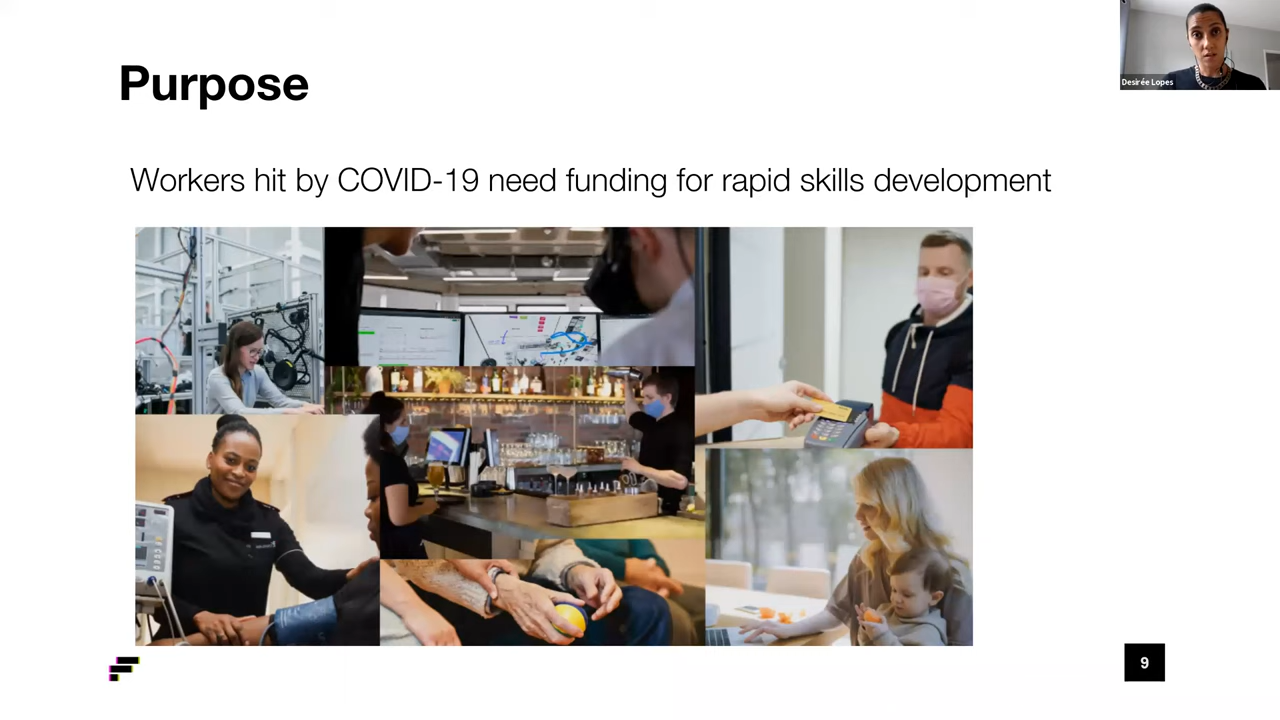 Purpose
Desirée Lopes
Workers hit by COVID-19 need funding for rapid skills development
9